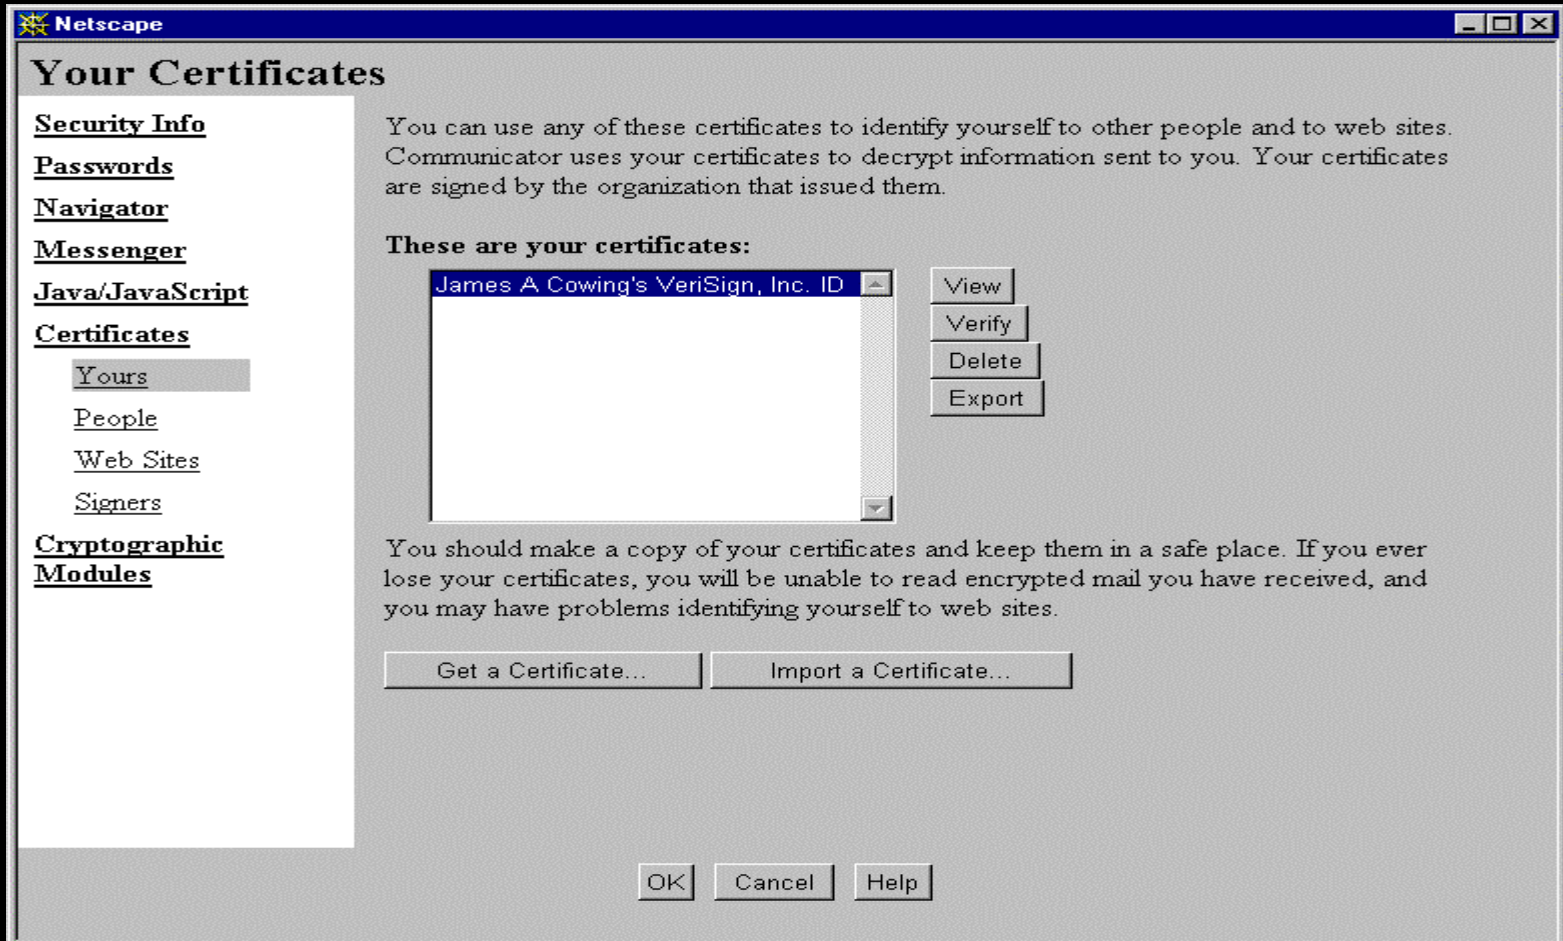 Netscape
Your Certificates
Security Info
Passwords
Navigator
Messenger
Java/JavaScript
Certificates
Yours
People
Web Sites
Signers
Cryptographic
Modules
You can use any of these certificates to identify yourself to other people and to web sites.
Communicator uses your certificates to decrypt information sent to you. Your certificates
are signed by the organization that issued them.
These are your certificates:
James A Cowing's VeriSign, Inc. ID
View
Verify
Delete
Export
You should make a copy of your certificates and keep them in a safe place. If you ever
lose your certificates, you will be unable to read encrypted mail you have received, and
you may have problems identifying yourself to web sites.
Get a Certificate...
Import a Certificate...
OK
Cancel
Help